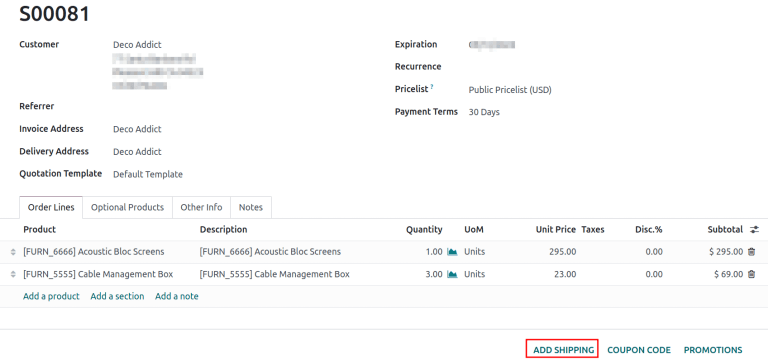 S00081
Customer Deco Addict Expiration
Recurrence
Pricelist ? Public Pricelist (USD)
Referrer Payment Terms 30 Days
Invoice Address Deco Addict
Delivery Address Deco Addict
Quotation Template Default Template
Order Lines Optional Products Other Info Notes
Product Description Quantity UoM Unit Price Taxes Disc.% Subtotal
[FURN_6666] Acoustic Bloc Screens [FURN_6666] Acoustic Bloc Screens 1.00 Units 295.00 0.00 $ 295.00
[FURN_5555] Cable Management Box [FURN_5555] Cable Management Box 3.00 Units 23.00 0.00 $ 69.00
Add a product Add a section Add a note
ADD SHIPPING COUPON CODE PROMOTIONS